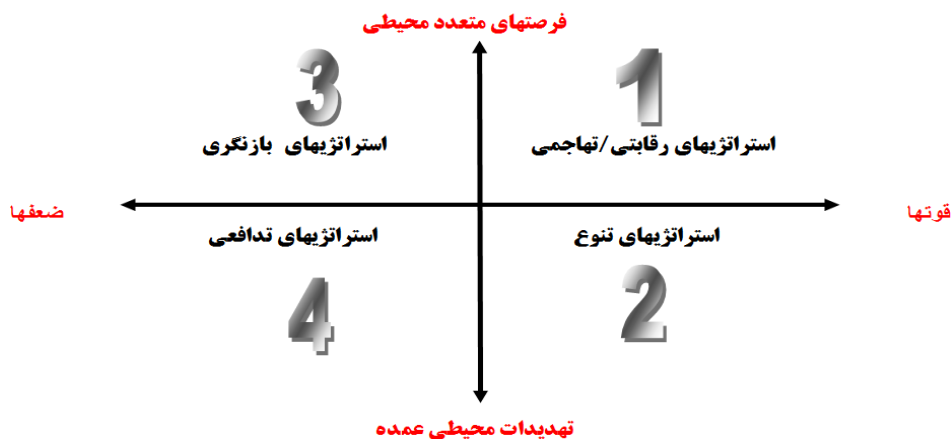 فرصتهای متعدد محیطی
1
3
استراتژیهای رقابتی/تهاجمی
استراتژیهای بازنگری
قوتها
ضعفها
استراتژیهای تنوع
استراتژیهای تدافعی
2
4
تهدیدات محیطی عمده